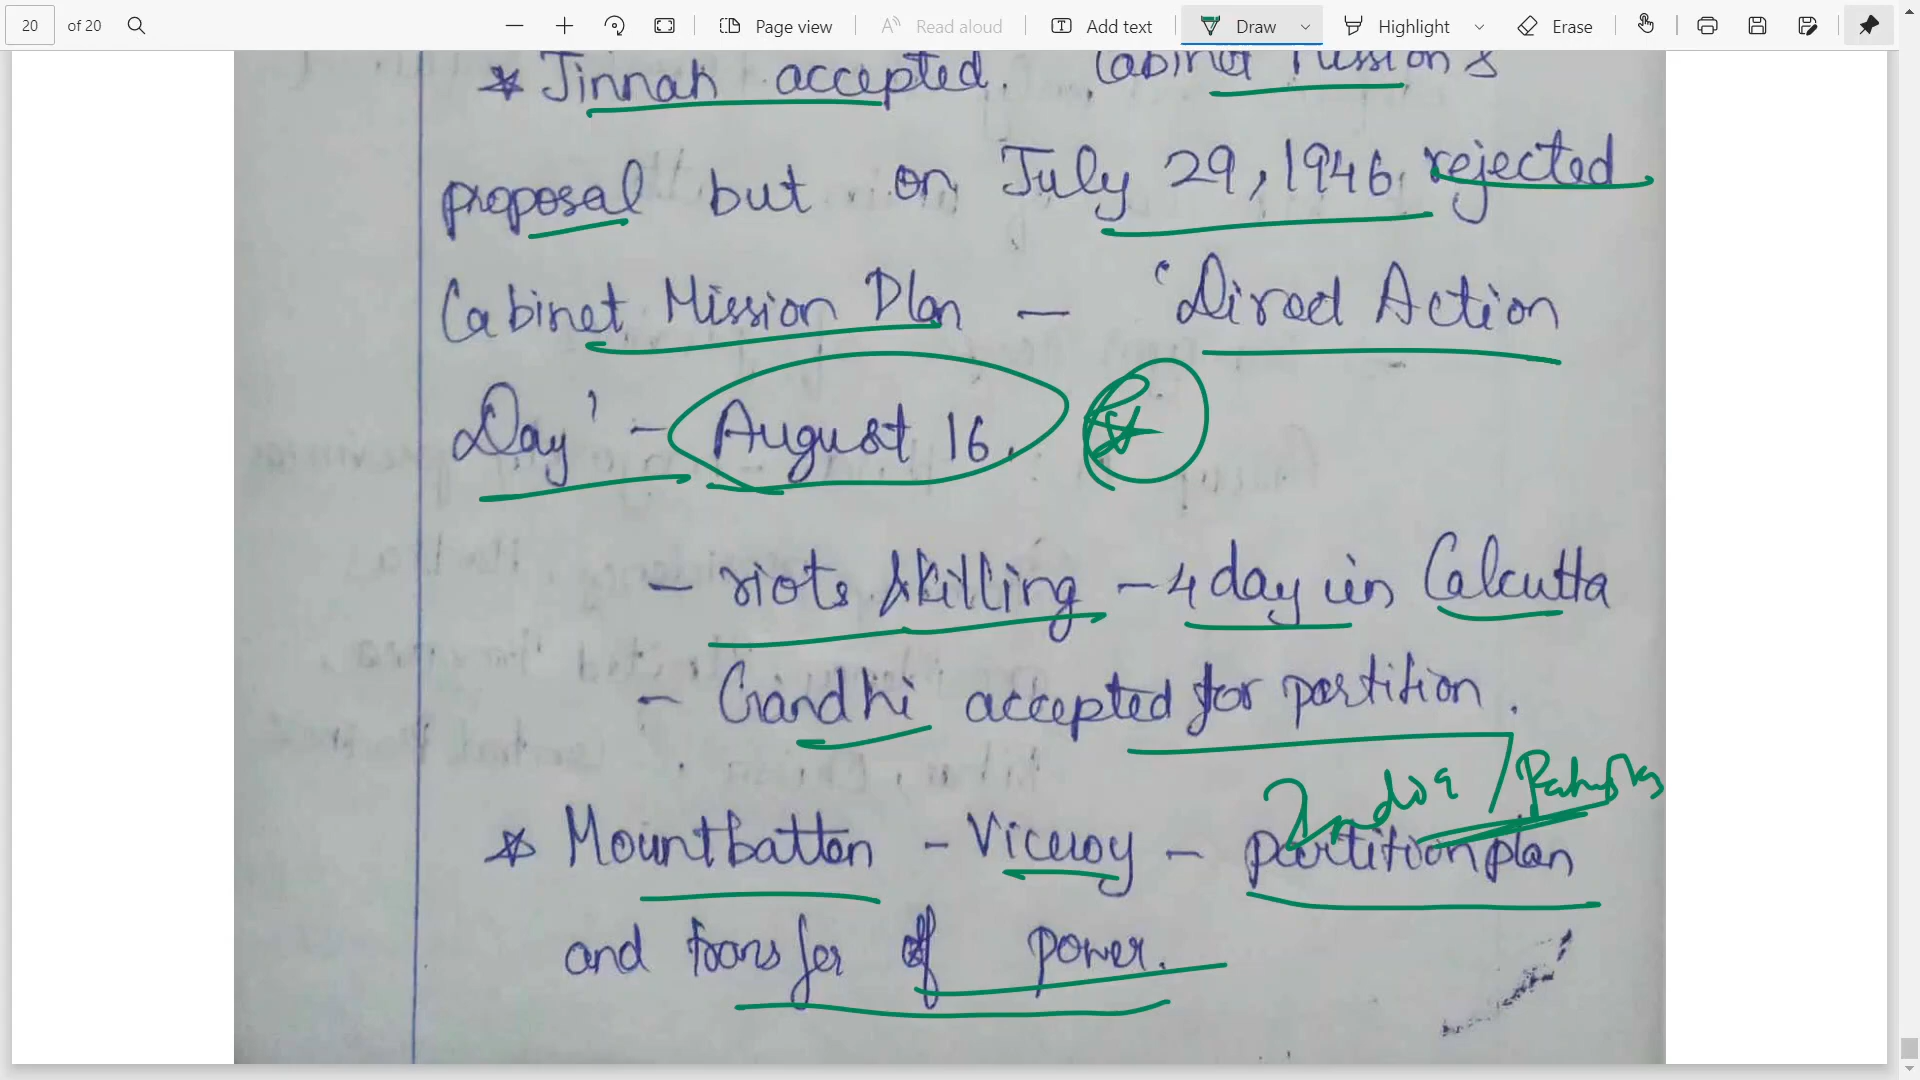 20 of 20 Page view Read aloud Add text Draw Highlight Erase
* Jinnah accepted. Cabinet Mission's
proposal but on July 29, 1946 rejected
Cabinet Mission Plan — 'Direct Action
Day' - August 16.
- riots & killing - 4 day in Calcutta
- Gandhi accepted for partition.
India /
* Mountbatten - Viceroy - partition plan
and transfer of power.